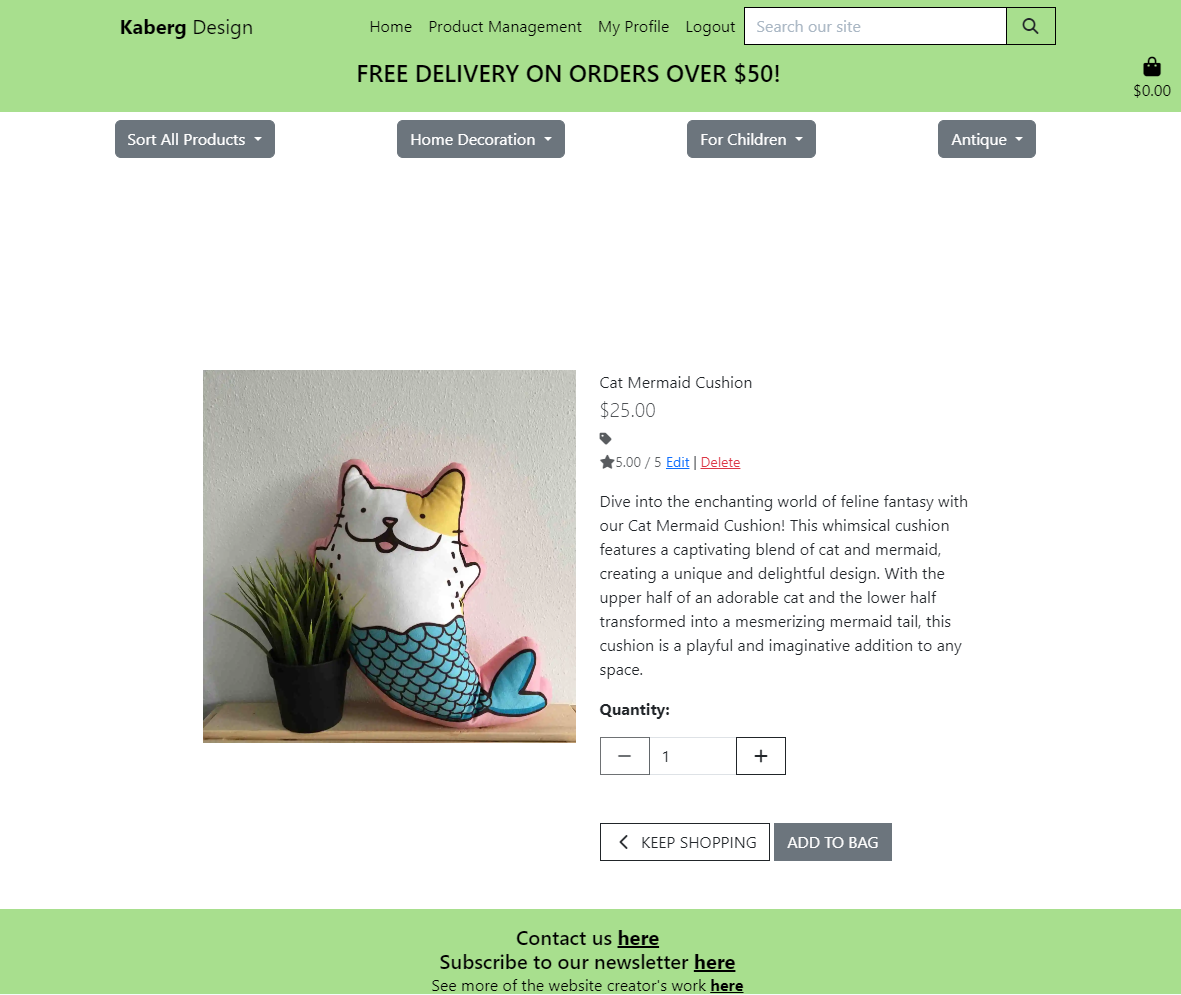 Kaberg Design
Home Product Management My Profile Logout Search our site
FREE DELIVERY ON ORDERS OVER $50!
$0.00
Sort All Products Home Decoration For Children Antique
Cat Mermaid Cushion
$25.00
5.00 / 5 Edit | Delete
Dive into the enchanting world of feline fantasy with
our Cat Mermaid Cushion! This whimsical cushion
features a captivating blend of cat and mermaid,
creating a unique and delightful design. With the
upper half of an adorable cat and the lower half
transformed into a mesmerizing mermaid tail, this
cushion is a playful and imaginative addition to any
space.
Quantity:
1
KEEP SHOPPING ADD TO BAG
Contact us here
Subscribe to our newsletter here
See more of the website creator's work here